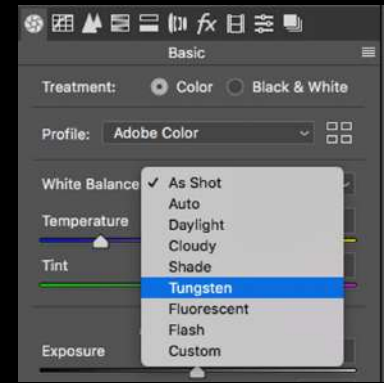 fx
Basic
Treatment: Color Black & White
Profile: Adobe Color
White Balance ✓ As Shot
Auto
Temperature Daylight
Cloudy
Tint Shade
Tungsten
Fluorescent
Flash
Exposure Custom